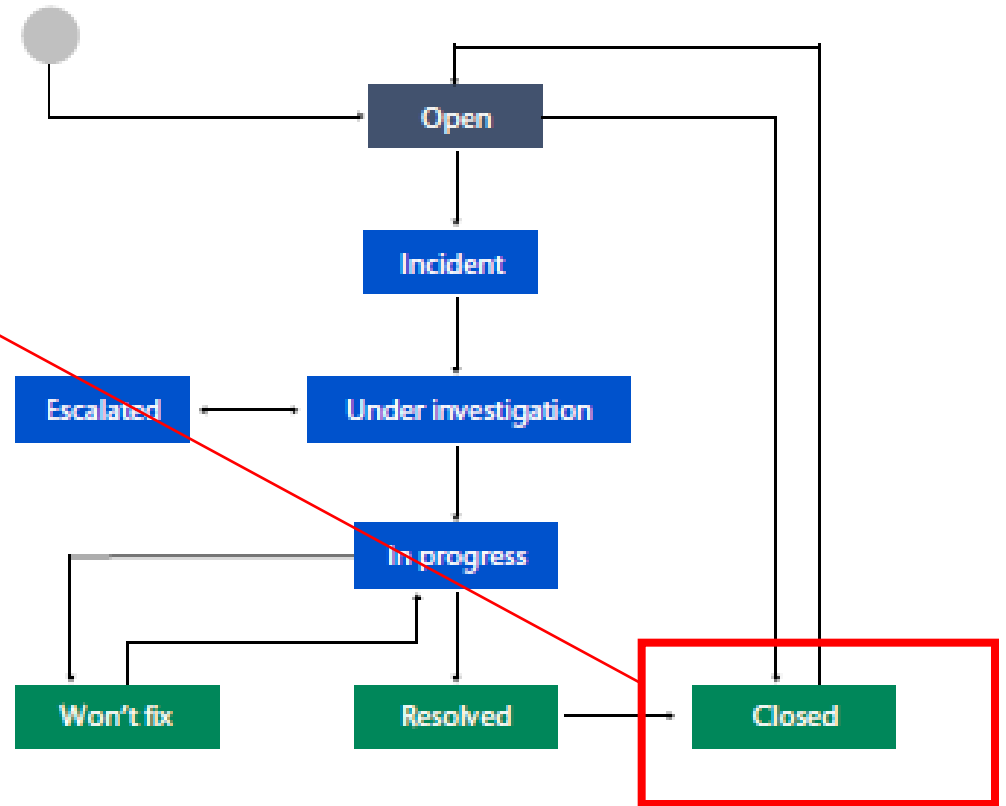 Open
Incident
Escalated
Under investigation
In progress
Won't fix
Resolved
Closed